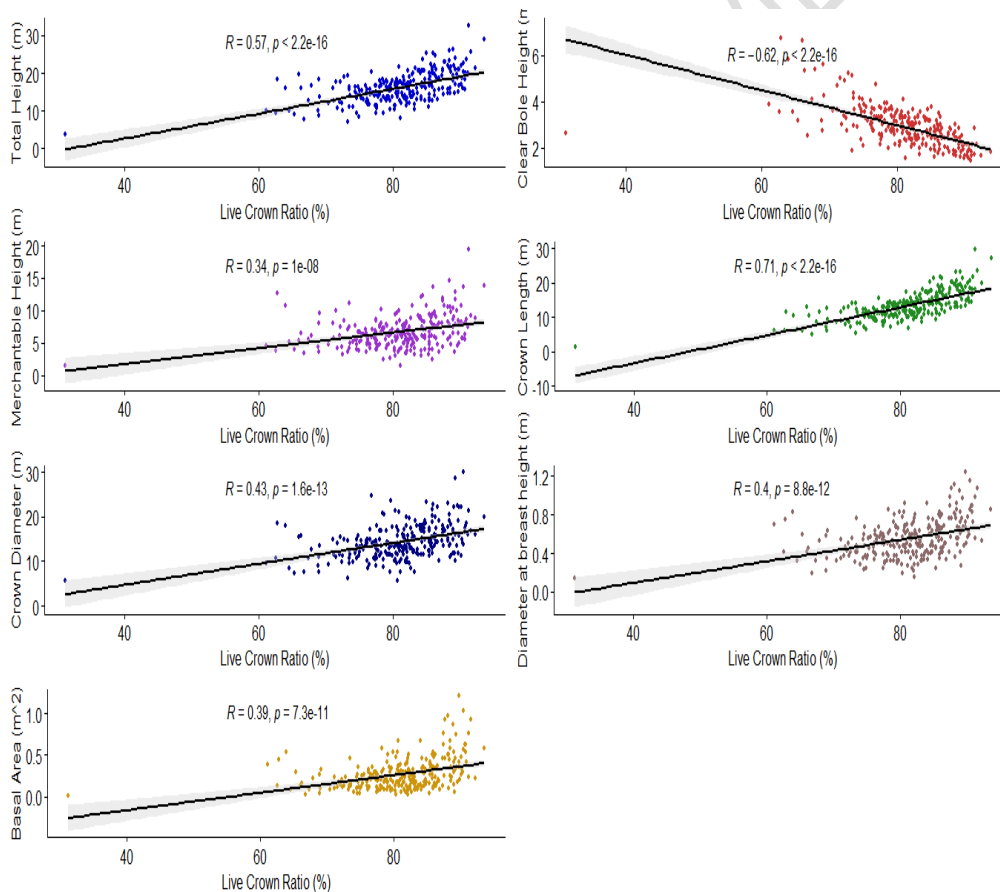 Total Height (m)
30
20
10
0
R = 0.57, p < 2.2e-16
40
60
80
Live Crown Ratio (%)
Clear Bole Height (m
6
4
2
R = −0.62, p < 2.2e-16
40
60
80
Live Crown Ratio (%)
Merchantable Height (m)
20
15
10
5
0
R = 0.34, p = 1e-08
40
60
80
Live Crown Ratio (%)
Crown Length (m)
30
20
10
0
-10
R = 0.71, p < 2.2e-16
40
60
80
Live Crown Ratio (%)
Crown Diameter (m)
30
20
10
0
R = 0.43, p = 1.6e-13
40
60
80
Live Crown Ratio (%)
Diameter at breast height (m)
1.2
0.8
0.4
0.0
R = 0.4, p = 8.8e-12
40
60
80
Live Crown Ratio (%)
Basal Area (m^2)
1.0
0.5
0.0
R = 0.39, p = 7.3e-11
40
60
80
Live Crown Ratio (%)